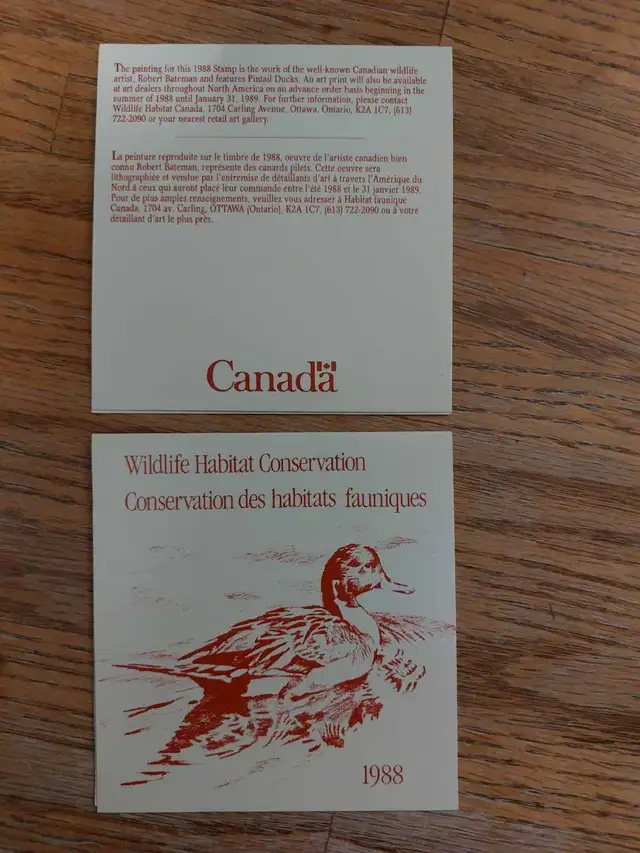 The painting for this 1988 Stamp is the work of the well-known Canadian wildlife
artist, Robert Bateman and features Pintail Ducks. An art print will also be available
at art dealers throughout North America on an advance order basis beginning in the
summer of 1988 until January 31, 1989. For further information, please contact
Wildlife Habitat Canada, 1704 Carling Avenue, Ottawa, Ontario, K2A 1C7, (613)
722-2090 or your nearest retail art gallery.
La peinture reproduite sur le timbre de 1988, oeuvre de l'artiste canadien bien
connu Robert Bateman, représente des canards pilets. Cette oeuvre sera
lithographiée et vendue par l'entremise de détaillants d'art à travers l'Amérique du
Nord à ceux qui auront placé leur commande entre l'été 1988 et le 31 janvier 1989.
Pour de plus amples renseignements, veuillez vous adresser à Habitat faunique
Canada, 1704 av. Carling, OTTAWA (Ontario), K2A 1C7, (613) 722-2090 ou à votre
détaillant d'art le plus près.
Canada
Wildlife Habitat Conservation
Conservation des habitats fauniques
1988